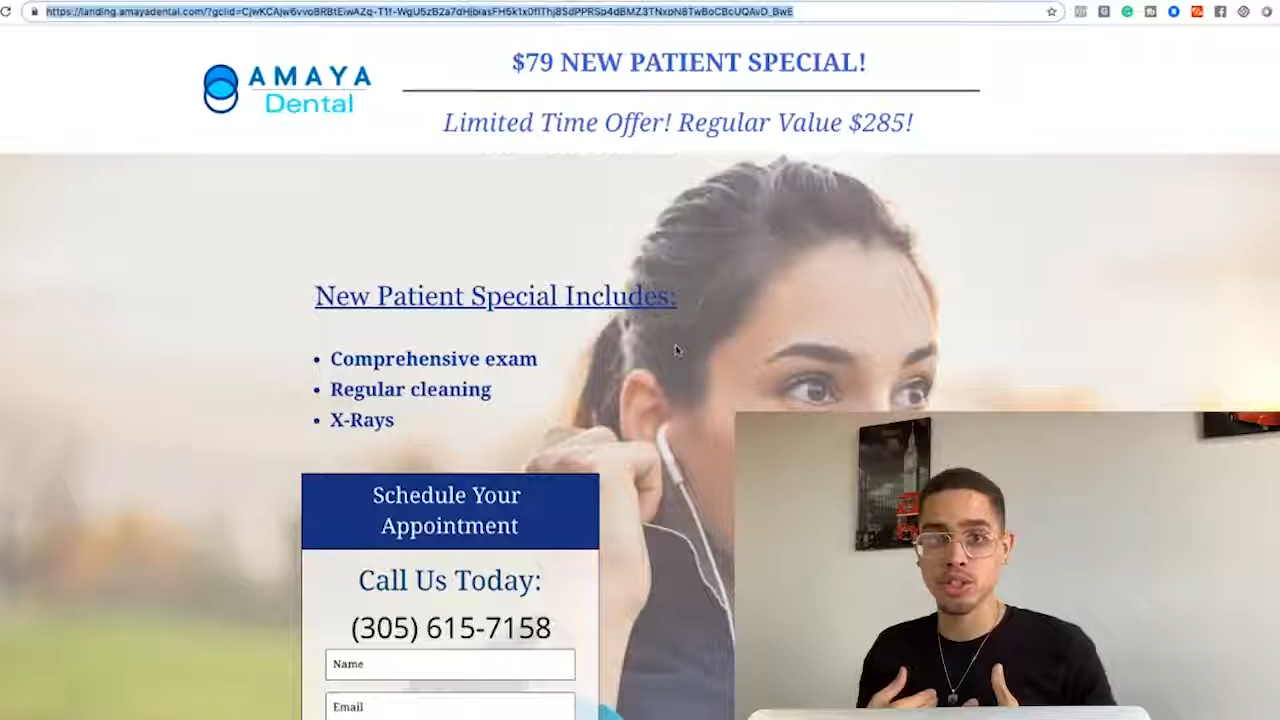 $79 NEW PATIENT SPECIAL!
AMAYA
Dental
Limited Time Offer! Regular Value $285!
New Patient Special Includes:
• Comprehensive exam
• Regular cleaning
• X-Rays
Schedule Your
Appointment
Call Us Today:
(305) 615-7158
Name
Email